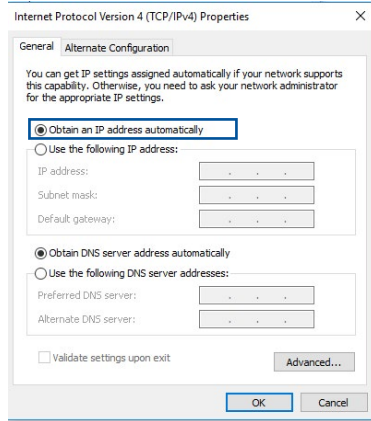 Internet Protocol Version 4 (TCP/IPv4) Properties
General
Alternate Configuration
You can get IP settings assigned automatically if your network supports
this capability. Otherwise, you need to ask your network administrator
for the appropriate IP settings.
Obtain an IP address automatically
Use the following IP address:
IP address:
Subnet mask:
Default gateway:
Obtain DNS server address automatically
Use the following DNS server addresses:
Preferred DNS server:
Alternate DNS server:
Validate settings upon exit
Advanced...
OK
Cancel